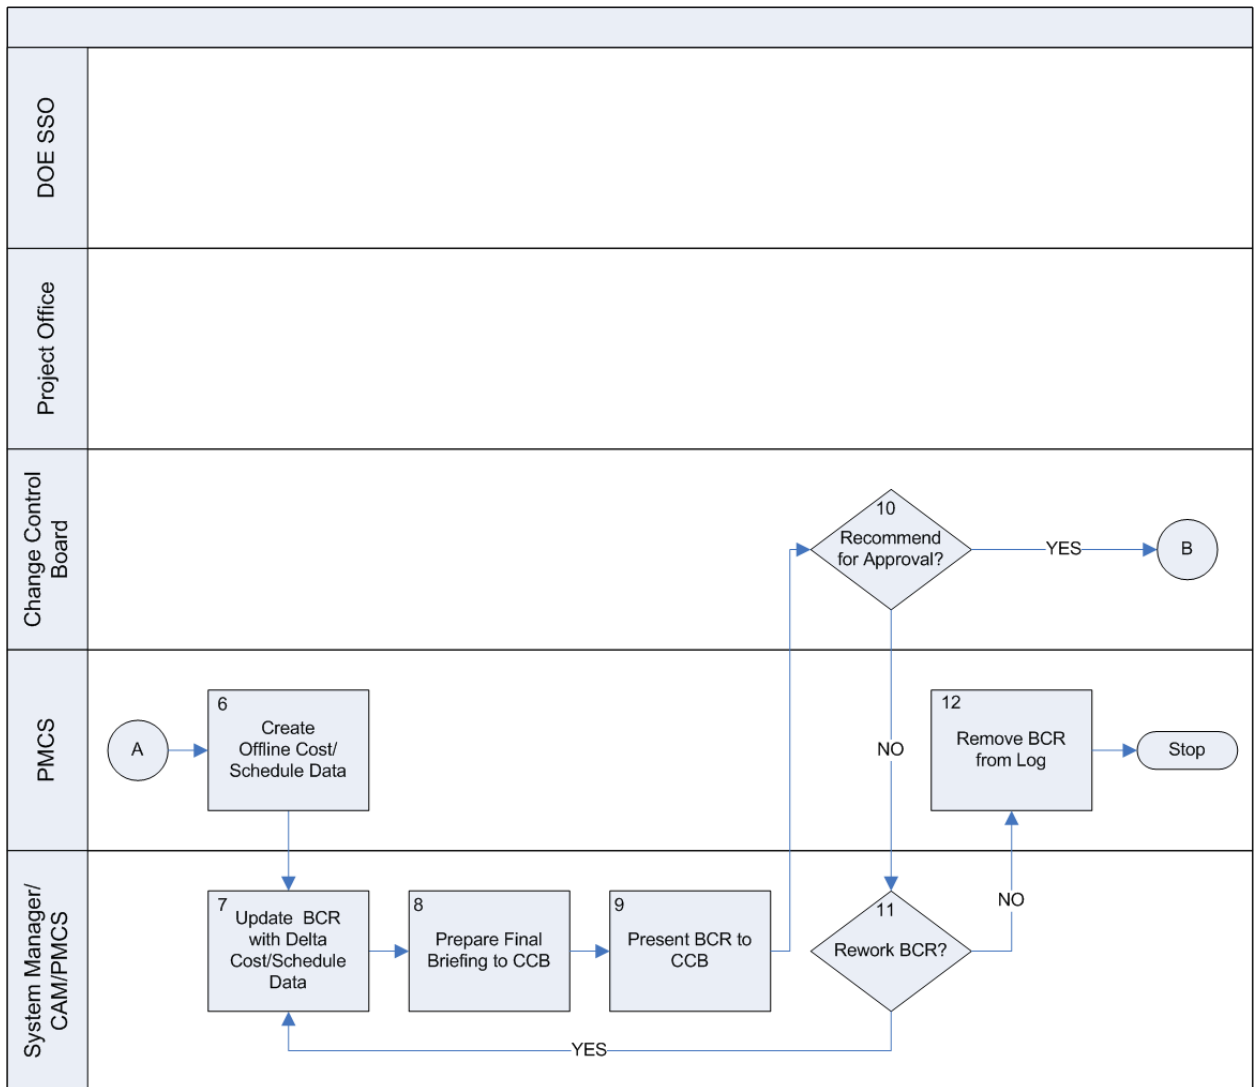 DOE SSO
Project Office
Change Control
Board
10
Recommend
for Approval?
YES
B
PMCS
A
6
Create
Offline Cost/
Schedule Data
NO
12
Remove BCR
from Log
Stop
System Manager/
CAM/PMCS
7
Update BCR
with Delta
Cost/Schedule
Data
8
Prepare Final
Briefing to CCB
9
Present BCR to
CCB
11
Rework BCR?
NO
YES